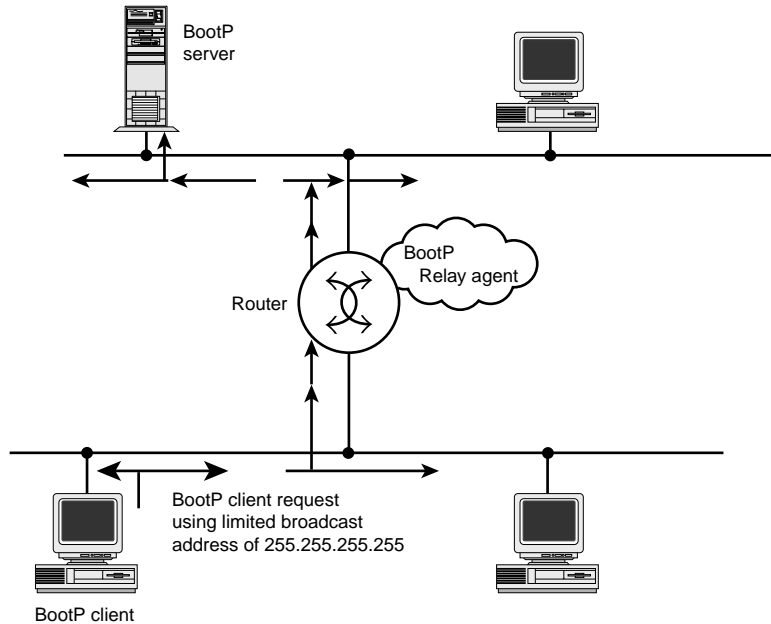 BootP
server
BootP
Relay agent
Router
BootP client request
using limited broadcast
address of 255.255.255.255
BootP client